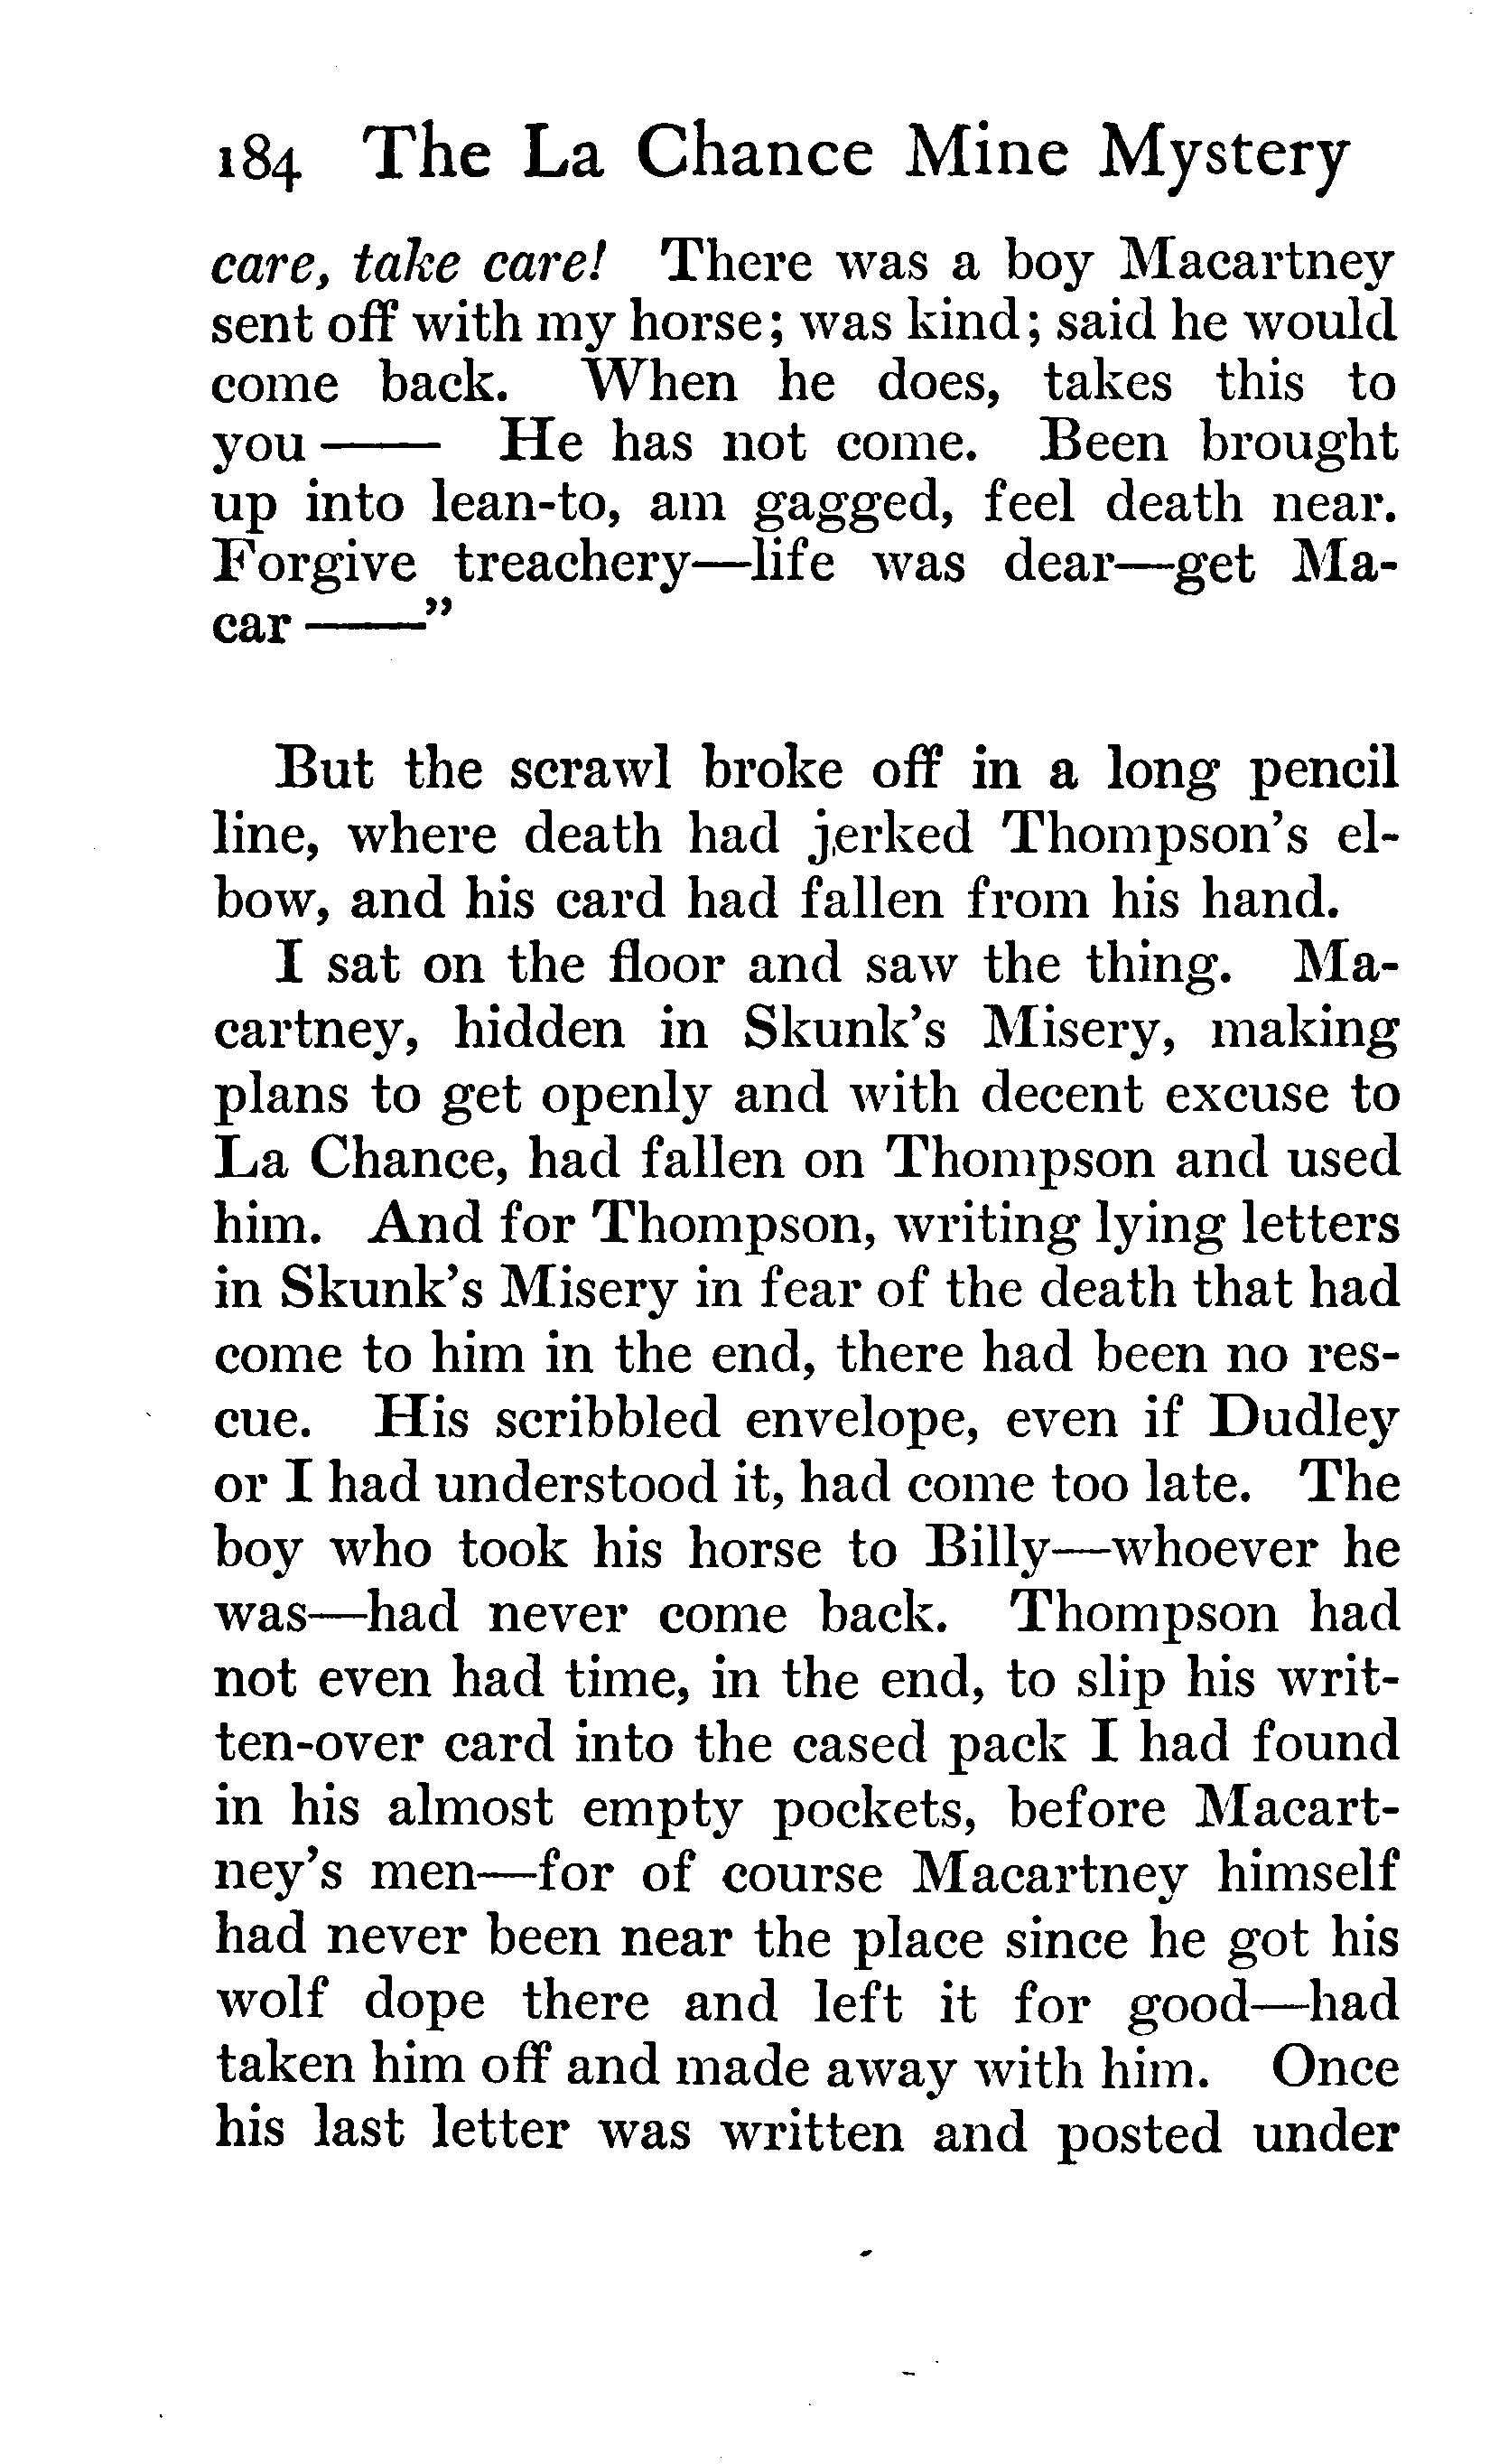 184 The La Chance Mine Mystery
care, take care! There was a boy Macartney
sent off with my horse; was kind; said he would
come back. When he does, takes this to
you —— He has not come. Been brought
up into lean-to, am gagged, feel death near.
Forgive treachery—life was dear—get Ma-
car ——”
But the scrawl broke off in a long pencil
line, where death had jerked Thompson’s el-
bow, and his card had fallen from his hand.
I sat on the floor and saw the thing. Ma-
cartney, hidden in Skunk’s Misery, making
plans to get openly and with decent excuse to
La Chance, had fallen on Thompson and used
him. And for Thompson, writing lying letters
in Skunk’s Misery in fear of the death that had
come to him in the end, there had been no res-
cue. His scribbled envelope, even if Dudley
or I had understood it, had come too late. The
boy who took his horse to Billy—whoever he
was—had never come back. Thompson had
not even had time, in the end, to slip his writ-
ten-over card into the cased pack I had found
in his almost empty pockets, before Macart-
ney’s men—for of course Macartney himself
had never been near the place since he got his
wolf dope there and left it for good—had
taken him off and made away with him. Once
his last letter was written and posted under